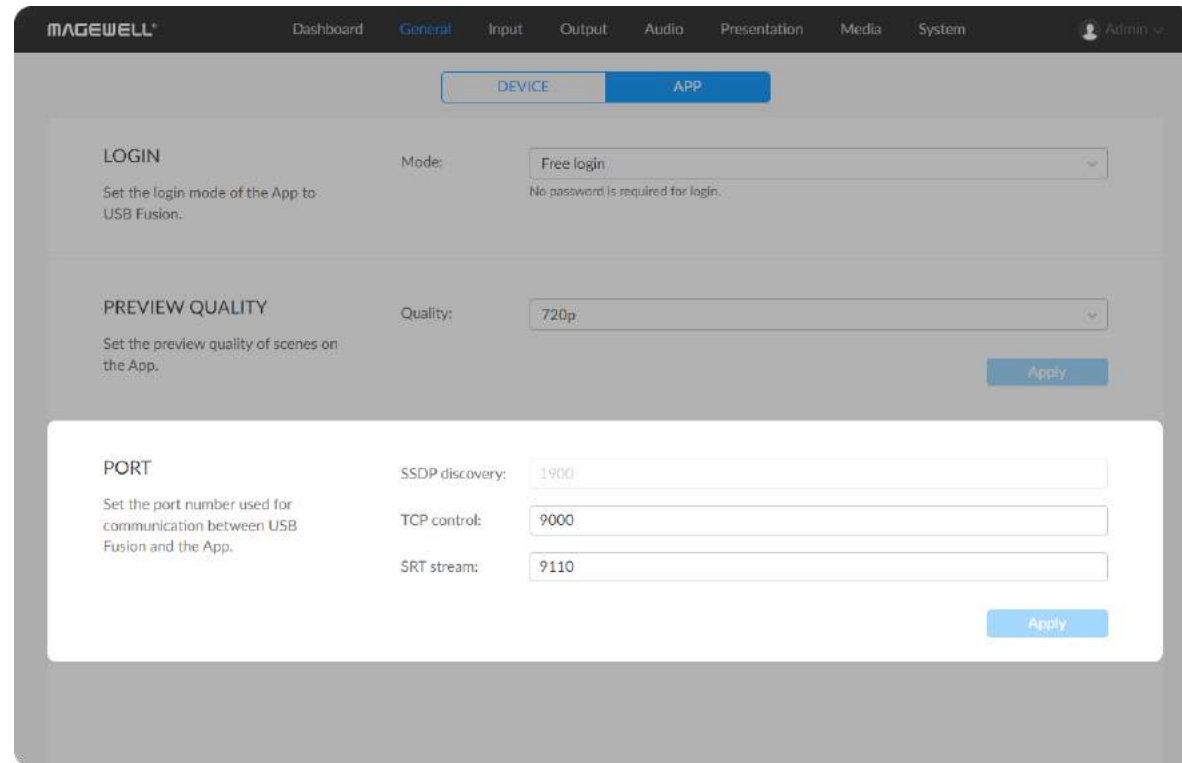 MAGEWELL®
Dashboard General Input Output Audio Presentation Media System Admin
DEVICE APP
LOGIN
Set the login mode of the App to
USB Fusion.
Mode: Free login
No password is required for login.
PREVIEW QUALITY
Set the preview quality of scenes on
the App.
Quality: 720p
Apply
PORT
Set the port number used for
communication between USB
Fusion and the App.
SSDP discovery: 1900
TCP control: 9000
SRT stream: 9110
Apply